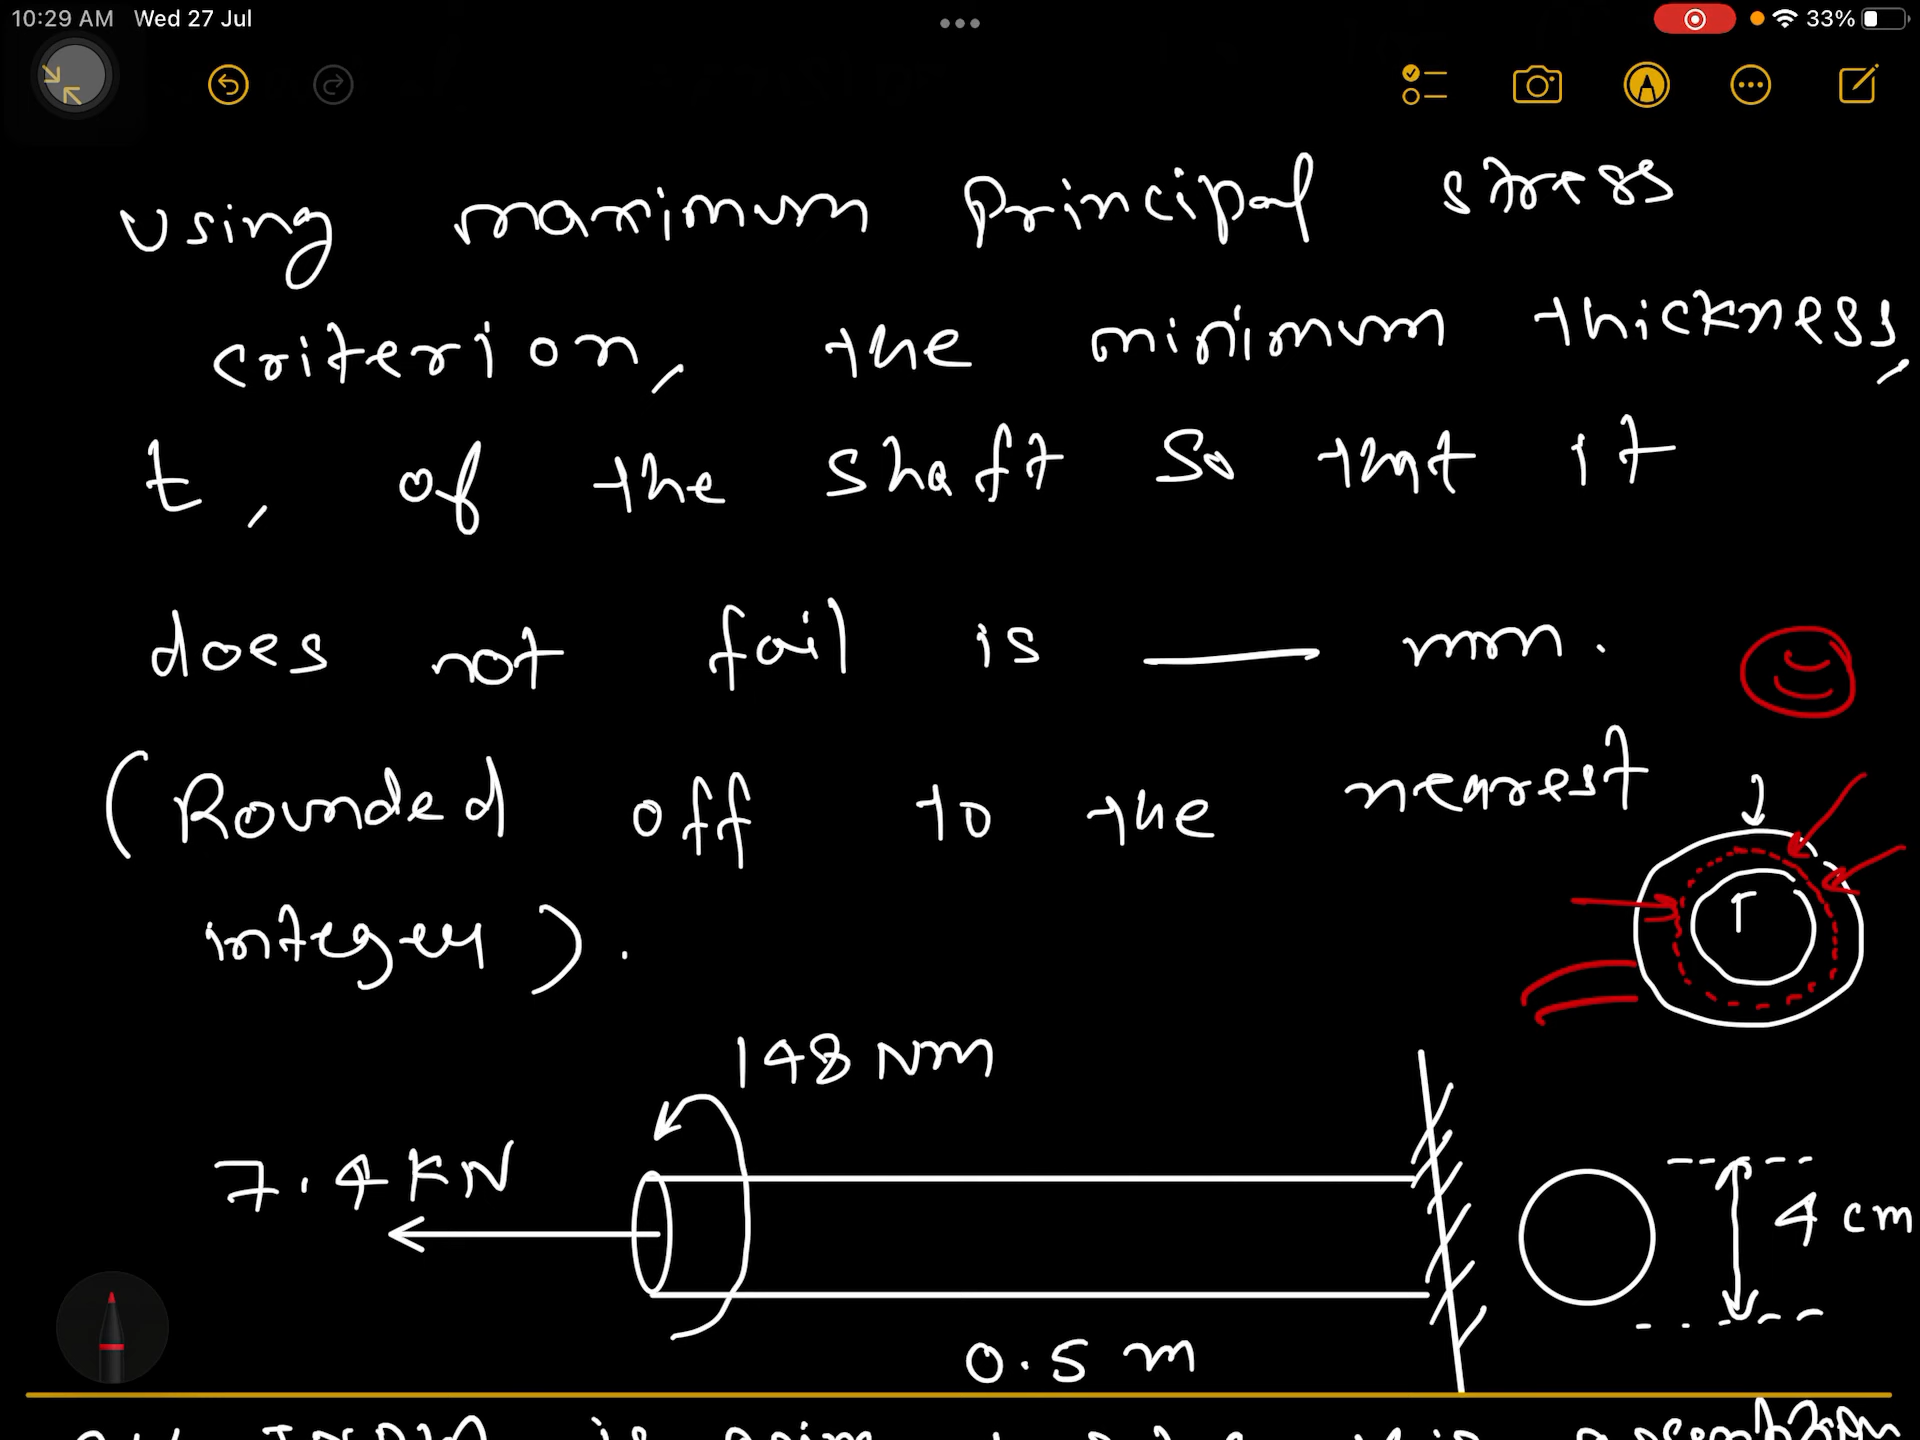 10:29 AM Wed 27 Jul
33%
Using maximum Principal stress
criterion, the minimum thickness,
t, of the shaft so that it
does not fail is ___ mm.
(Rounded off to the nearest
integer).
148 Nm
7.4 KN
4 cm
0.5 m